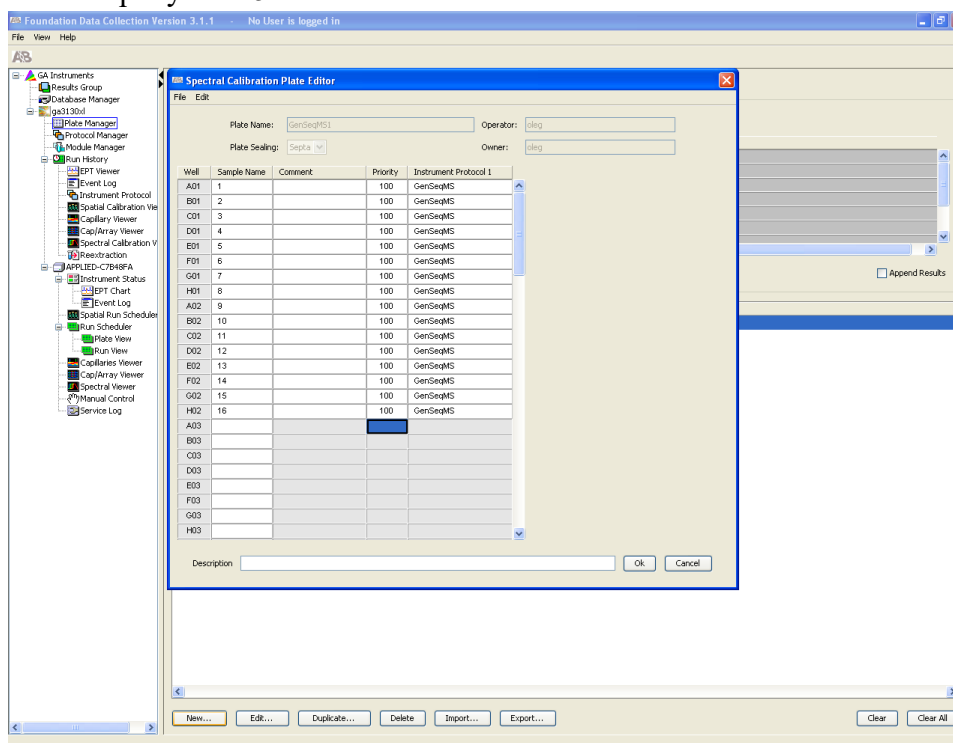 Foundation Data Collection Version 3.1.1 - No User is logged in
File View Help
AB
GA Instruments
Results Group
Database Manager
ga3130xl
Plate Manager
Protocol Manager
Module Manager
Run History
EPT Viewer
Event Log
Instrument Protocol
Spatial Calibration Vie
Capillary Viewer
Cap/Array Viewer
Spectral Calibration V
Reextraction
APPLIED-C7B48FA
Instrument Status
EPT Chart
Event Log
Spatial Run Scheduler
Run Scheduler
Plate View
Run View
Capillaries Viewer
Cap/Array Viewer
Spectral Viewer
Manual Control
Service Log
Spectral Calibration Plate Editor
File Edit
Plate Name: GenSeqMS1 Operator: oleg
Plate Sealing: Septa Owner: oleg
Well Sample Name Comment Priority Instrument Protocol 1
A01 1 100 GenSeqMS
B01 2 100 GenSeqMS
C01 3 100 GenSeqMS
D01 4 100 GenSeqMS
E01 5 100 GenSeqMS
F01 6 100 GenSeqMS
G01 7 100 GenSeqMS
H01 8 100 GenSeqMS
A02 9 100 GenSeqMS
B02 10 100 GenSeqMS
C02 11 100 GenSeqMS
D02 12 100 GenSeqMS
E02 13 100 GenSeqMS
F02 14 100 GenSeqMS
G02 15 100 GenSeqMS
H02 16 100 GenSeqMS
A03
B03
C03
D03
E03
F03
G03
H03
Description Ok Cancel
Append Results
New... Edit... Duplicate... Delete Import... Export... Clear Clear All